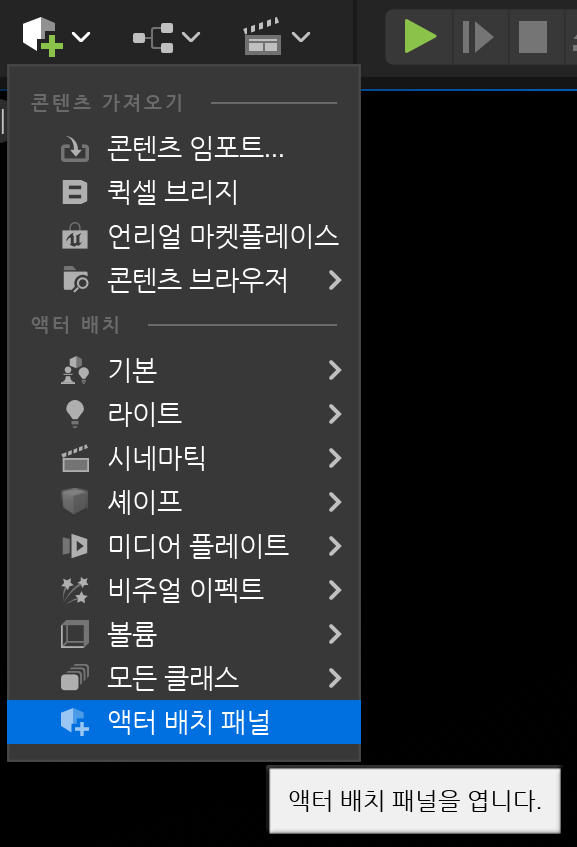 콘텐츠 가져오기
콘텐츠 임포트...
퀵셀 브리지
언리얼 마켓플레이스
콘텐츠 브라우저
액터 배치
기본
라이트
시네마틱
셰이프
미디어 플레이트
비주얼 이펙트
볼륨
모든 클래스
액터 배치 패널
액터 배치 패널을 엽니다.